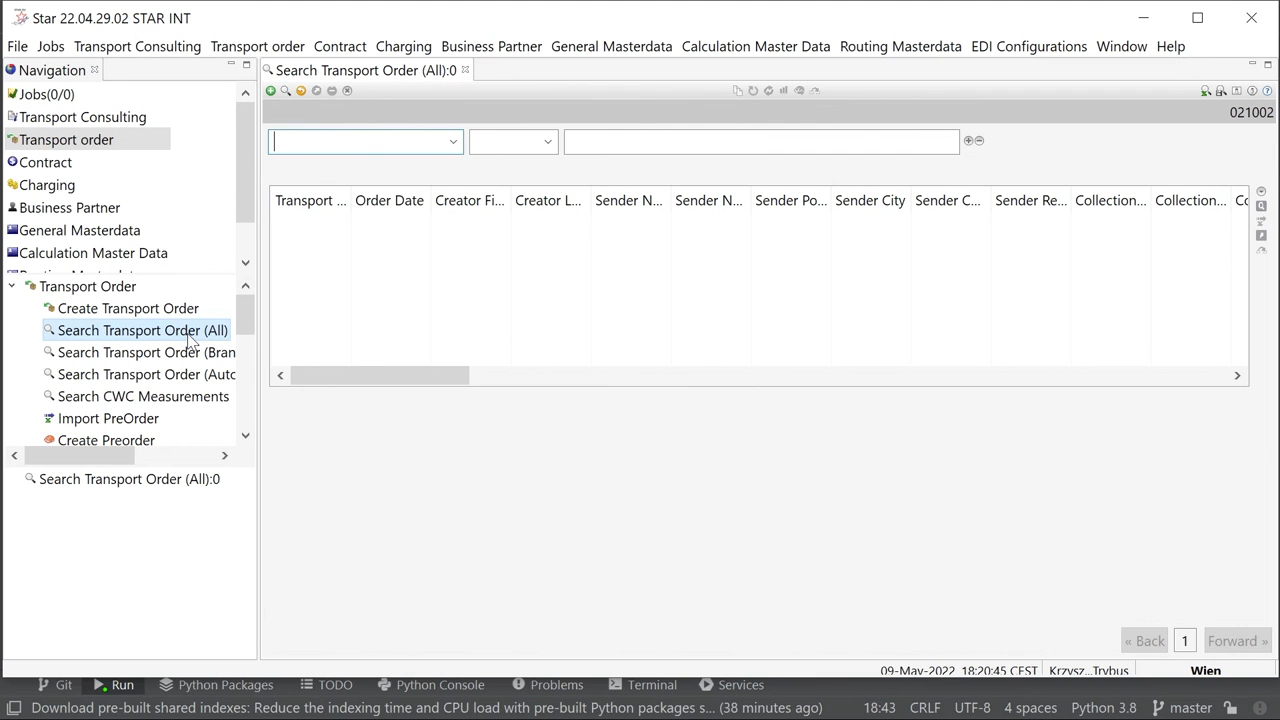 Star 22.04.29.02 STAR INT
File Jobs Transport Consulting Transport order Contract Charging Business Partner General Masterdata Calculation Master Data Routing Masterdata EDI Configurations Window Help
Navigation
Search Transport Order (All):0
021002
Jobs(0/0)
Transport Consulting
Transport order
Contract
Charging
Business Partner
General Masterdata
Calculation Master Data
Routing Masterdata
Transport Order
Create Transport Order
Search Transport Order (All)
Search Transport Order (Bran
Search Transport Order (Auto
Search CWC Measurements
Import PreOrder
Create Preorder
Search Transport Order (All):0
Transport ... Order Date Creator Fi... Creator L... Sender N... Sender N... Sender Po... Sender City Sender C... Sender Re... Collection... Collection... Cc
« Back 1 Forward »
09-May-2022 18:20:45 CEST Krzysz...Trybus Wien
Git Run Python Packages TODO Python Console Problems Terminal Services
Download pre-built shared indexes: Reduce the indexing time and CPU load with pre-built Python packages s... (38 minutes ago) 18:43 CRLF UTF-8 4 spaces Python 3.8 master